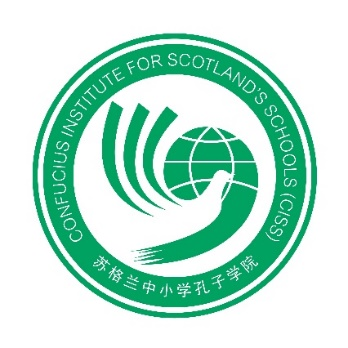 CONFUCIUS INSTITUTE FOR SCOTLAND'S SCHOOLS (CISS)
苏格兰中小学孔子学院